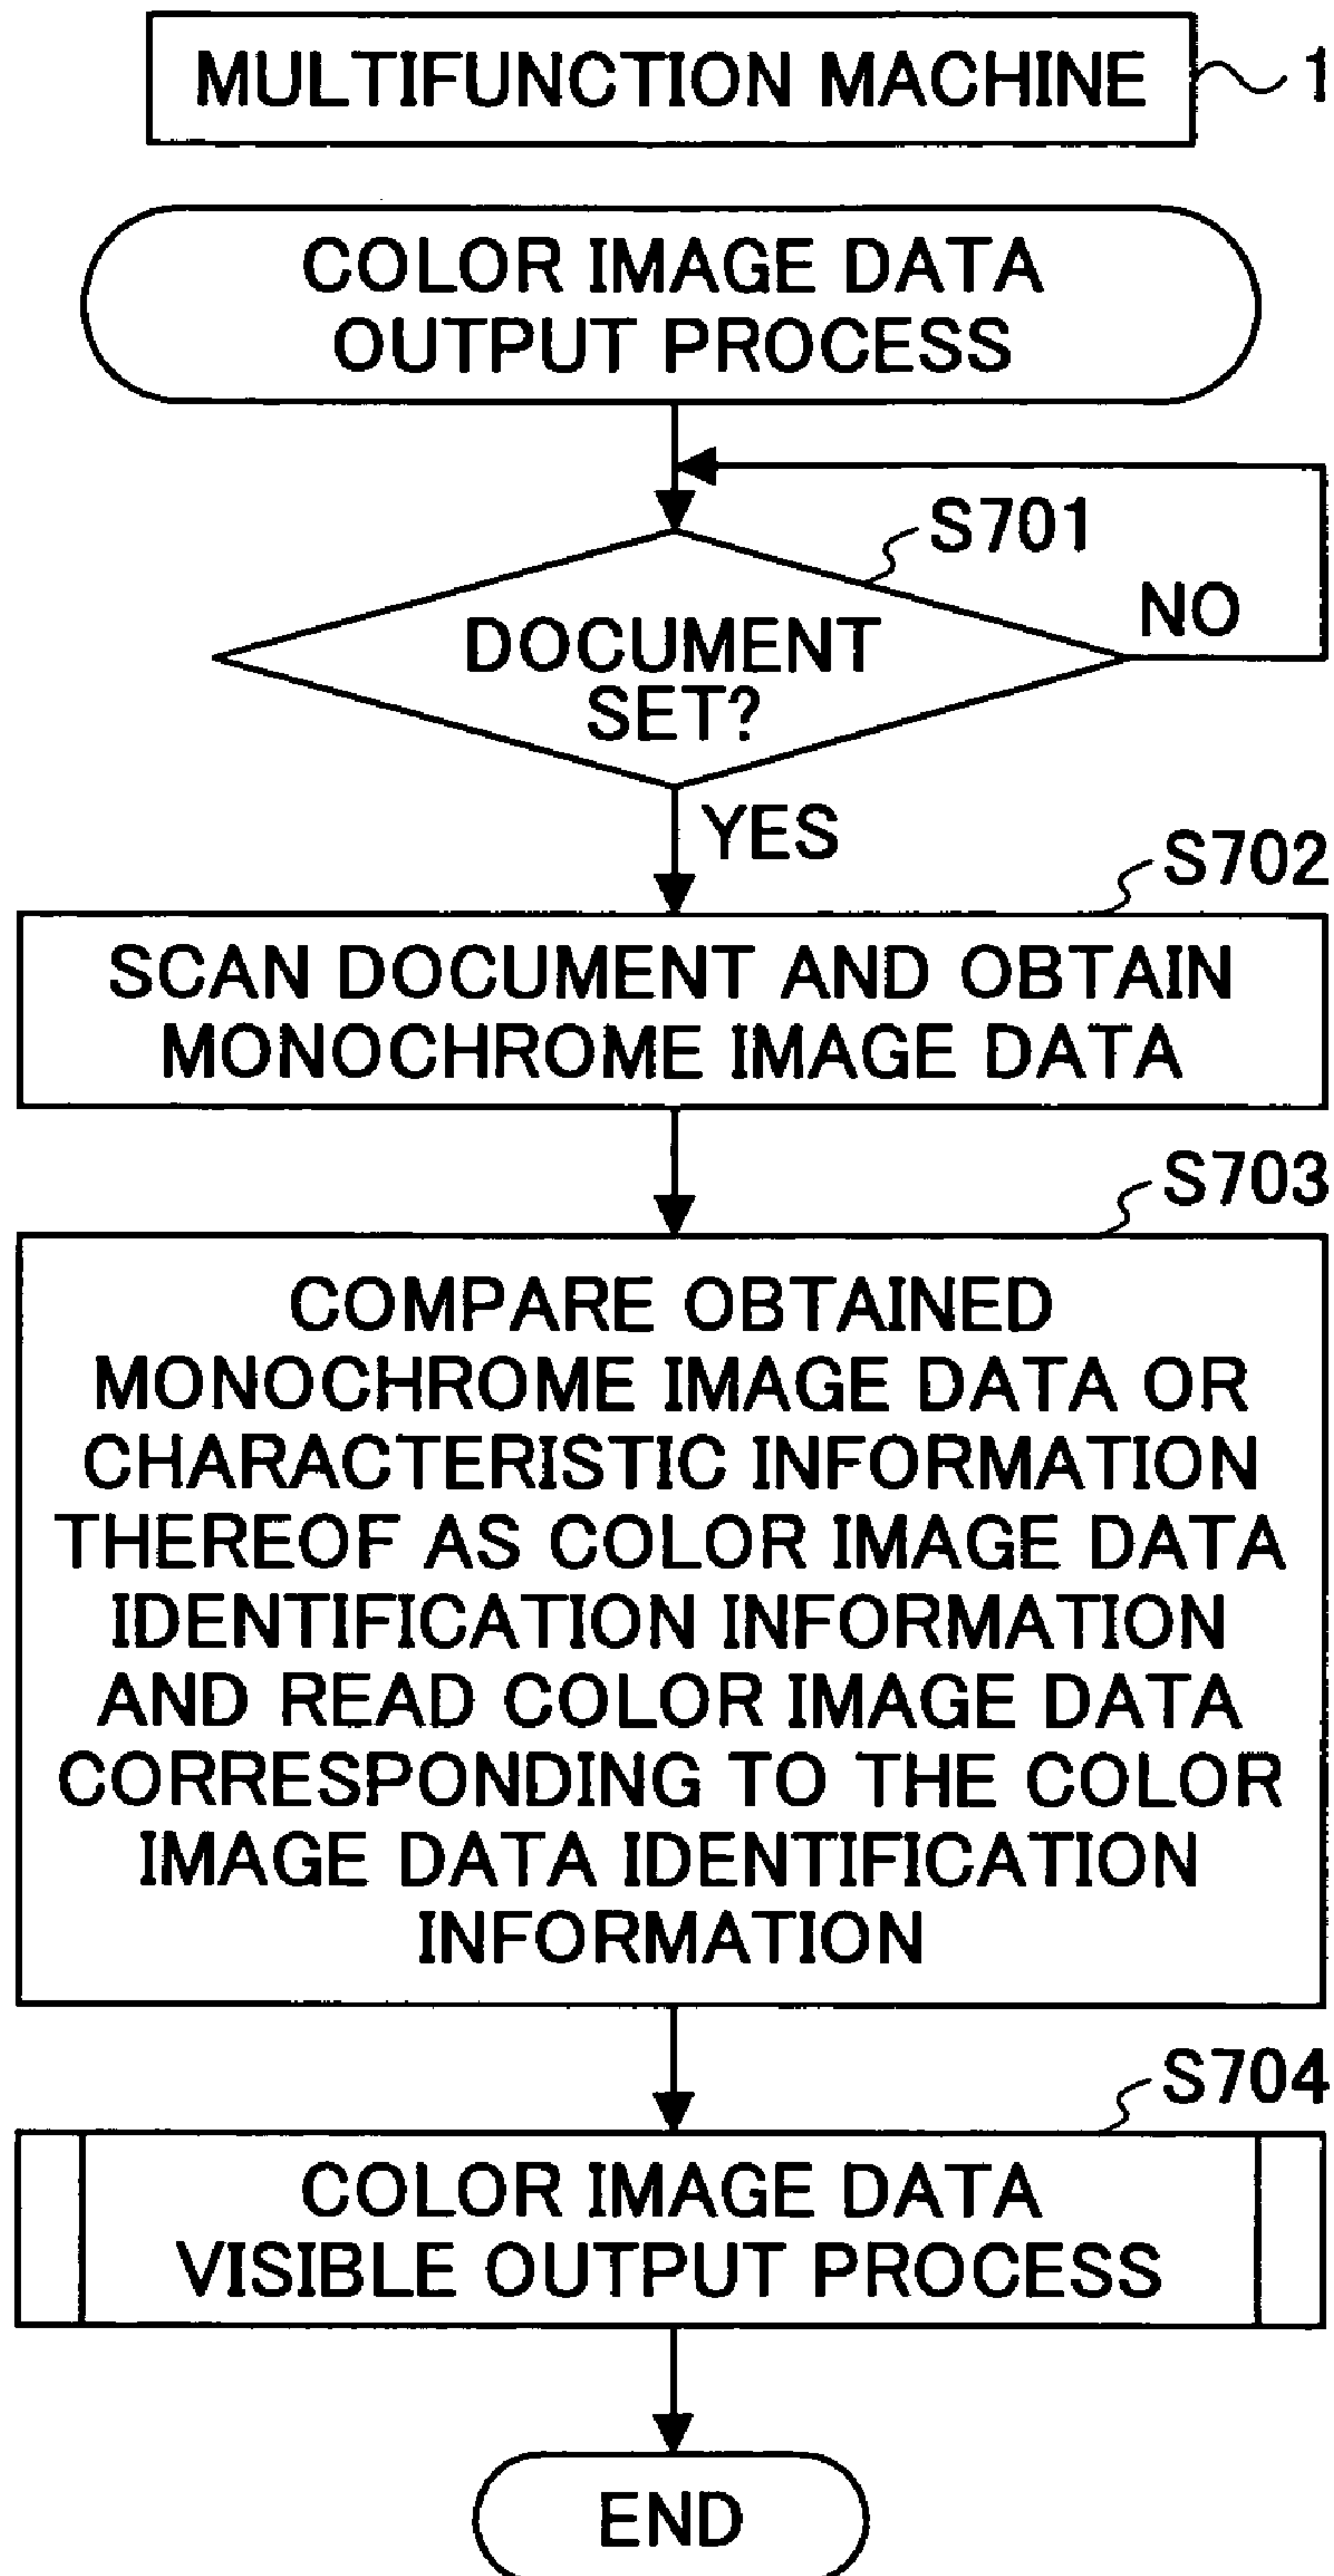 MULTIFUNCTION MACHINE
1
COLOR IMAGE DATA
OUTPUT PROCESS
S701
NO
DOCUMENT
SET?
YES
S702
SCAN DOCUMENT AND OBTAIN
MONOCHROME IMAGE DATA
S703
COMPARE OBTAINED
MONOCHROME IMAGE DATA OR
CHARACTERISTIC INFORMATION
THEREOF AS COLOR IMAGE DATA
IDENTIFICATION INFORMATION
AND READ COLOR IMAGE DATA
CORRESPONDING TO THE COLOR
IMAGE DATA IDENTIFICATION
INFORMATION
S704
COLOR IMAGE DATA
VISIBLE OUTPUT PROCESS
END